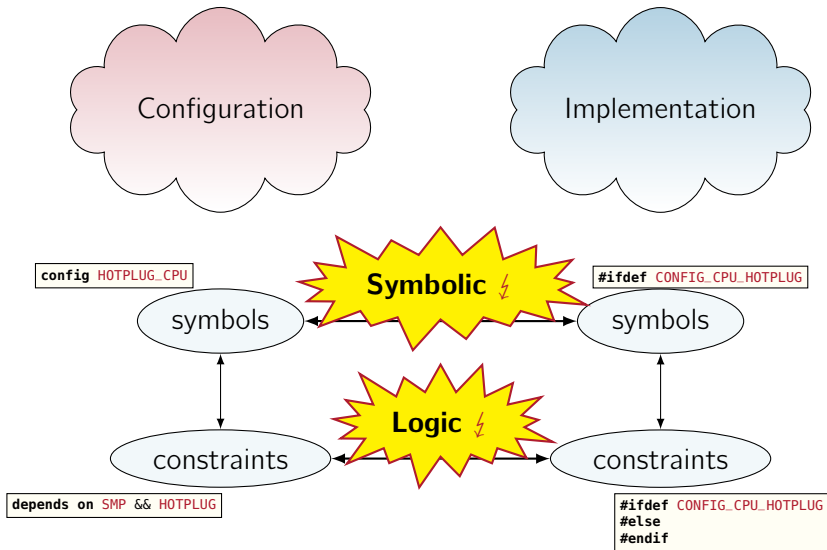 Configuration
Implementation
Symbolic
config HOTPLUG_CPU
#ifdef CONFIG_CPU_HOTPLUG
symbols
symbols
Logic
constraints
constraints
depends on SMP && HOTPLUG
#ifdef CONFIG_CPU_HOTPLUG
#else
#endif